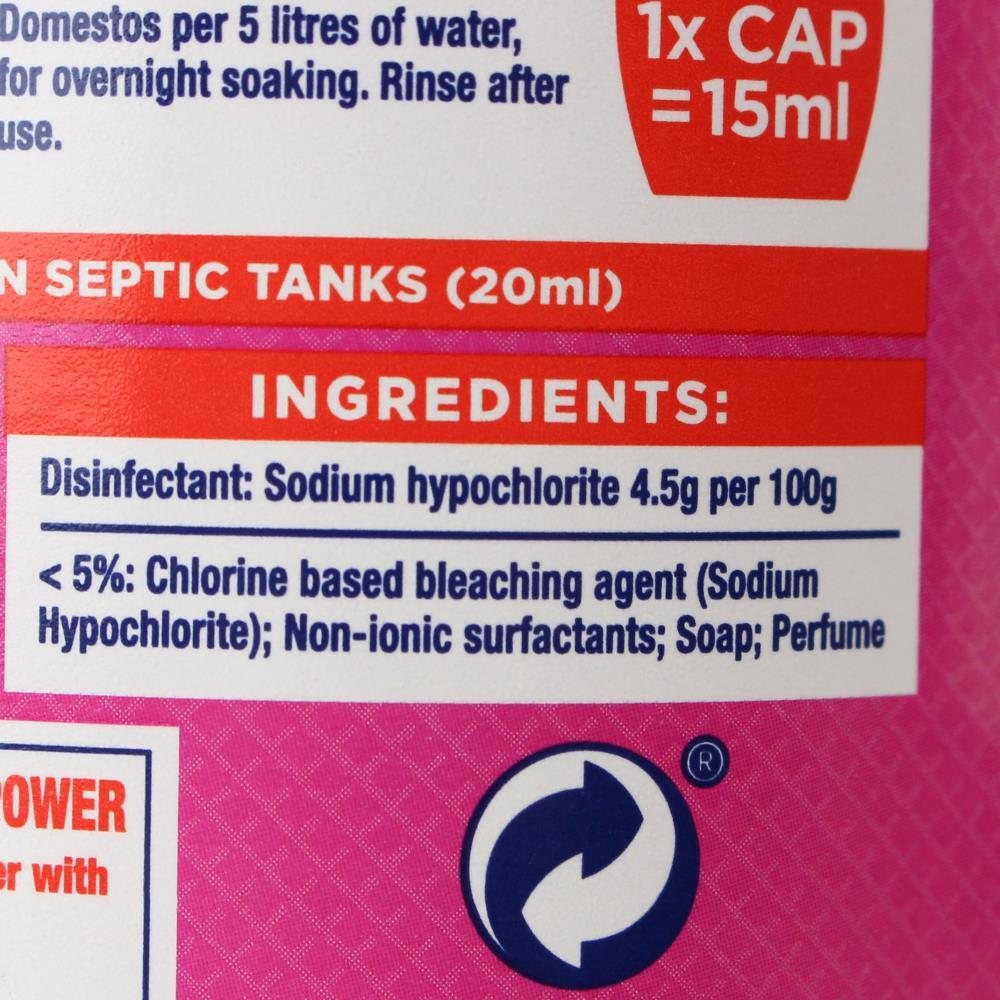 Domestos per 5 litres of water,
for overnight soaking. Rinse after
use.
1x CAP
=15ml
N SEPTIC TANKS (20ml)
INGREDIENTS:
Disinfectant: Sodium hypochlorite 4.5g per 100g
< 5%: Chlorine based bleaching agent (Sodium
Hypochlorite); Non-ionic surfactants; Soap; Perfume
®
POWER
er with